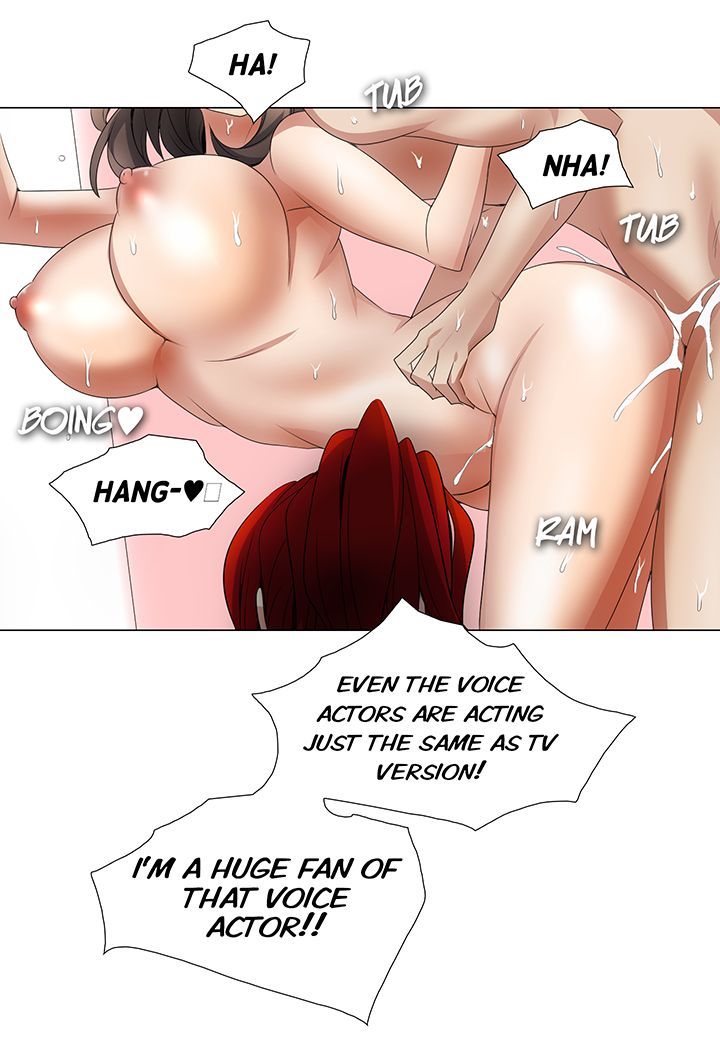 HA!
TUB
NHA!
TUB
BOING♥
HANG-♥□
RAM
EVEN THE VOICE
ACTORS ARE ACTING
JUST THE SAME AS TV
VERSION!
I'M A HUGE FAN OF
THAT VOICE
ACTOR!!